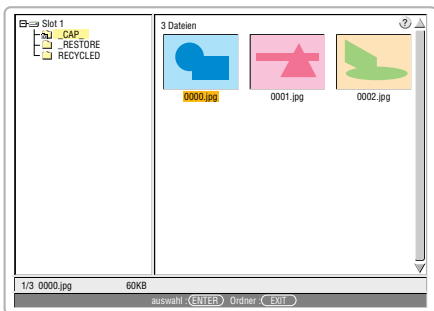 Slot 1
_CAP_
_RESTORE
RECYCLED
3 Dateien
?
0000.jpg 0001.jpg 0002.jpg
1/3 0000.jpg 60KB
auswahl :(ENTER) Ordner :(EXIT)